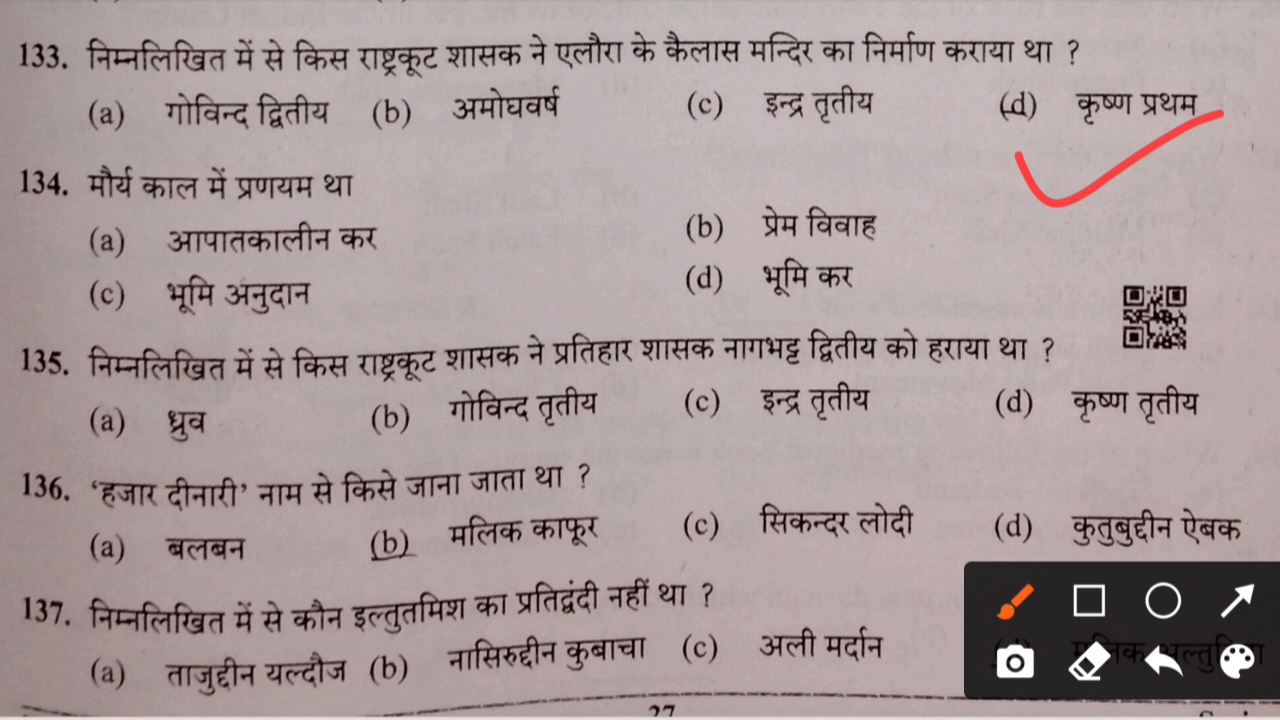 133. निम्नलिखित में से किस राष्ट्रकूट शासक ने एलौरा के कैलास मन्दिर का निर्माण कराया था ?
(a) गोविन्द द्वितीय (b) अमोघवर्ष (c) इन्द्र तृतीय (d) कृष्ण प्रथम
134. मौर्य काल में प्रणयम था
(a) आपातकालीन कर (b) प्रेम विवाह
(c) भूमि अनुदान (d) भूमि कर
135. निम्नलिखित में से किस राष्ट्रकूट शासक ने प्रतिहार शासक नागभट्ट द्वितीय को हराया था ?
(a) ध्रुव (b) गोविन्द तृतीय (c) इन्द्र तृतीय (d) कृष्ण तृतीय
136. ‘हजार दीनारी’ नाम से किसे जाना जाता था ?
(a) बलबन (b) मलिक काफूर (c) सिकन्दर लोदी (d) कुतुबुद्दीन ऐबक
137. निम्नलिखित में से कौन इल्तुतमिश का प्रतिद्वंदी नहीं था ?
(a) ताजुद्दीन यल्दौज (b) नासिरुद्दीन कुबाचा (c) अली मर्दान
27